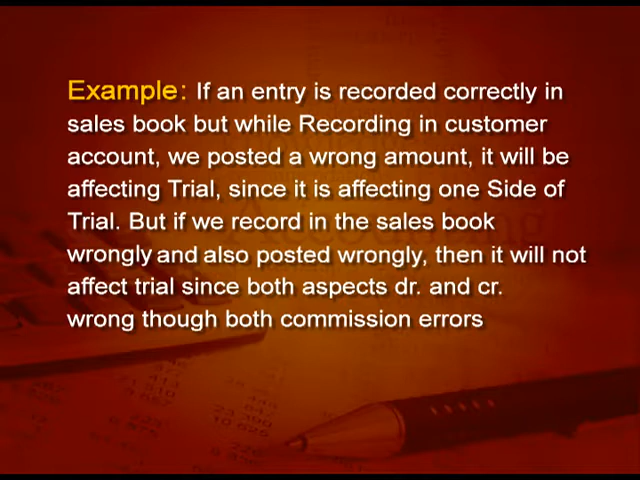 Example: If an entry is recorded correctly in
sales book but while Recording in customer
account, we posted a wrong amount, it will be
affecting Trial, since it is affecting one Side of
Trial. But if we record in the sales book
wrongly and also posted wrongly, then it will not
affect trial since both aspects dr. and cr.
wrong though both commission errors